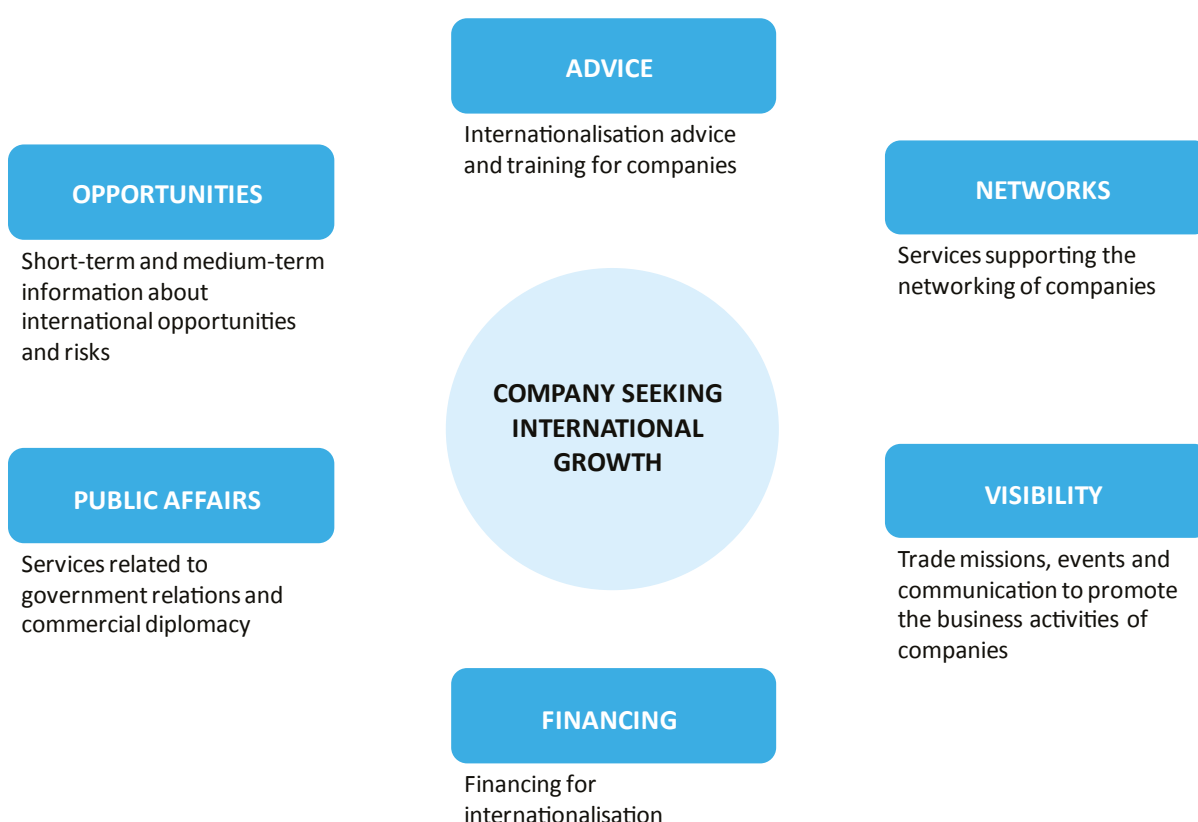 ADVICE
Internationalisation advice
and training for companies
OPPORTUNITIES
Short-term and medium-term
information about
international opportunities
and risks
NETWORKS
Services supporting the
networking of companies
COMPANY SEEKING
INTERNATIONAL
GROWTH
PUBLIC AFFAIRS
Services related to
government relations and
commercial diplomacy
VISIBILITY
Trade missions, events and
communication to promote
the business activities of
companies
FINANCING
Financing for
internationalisation